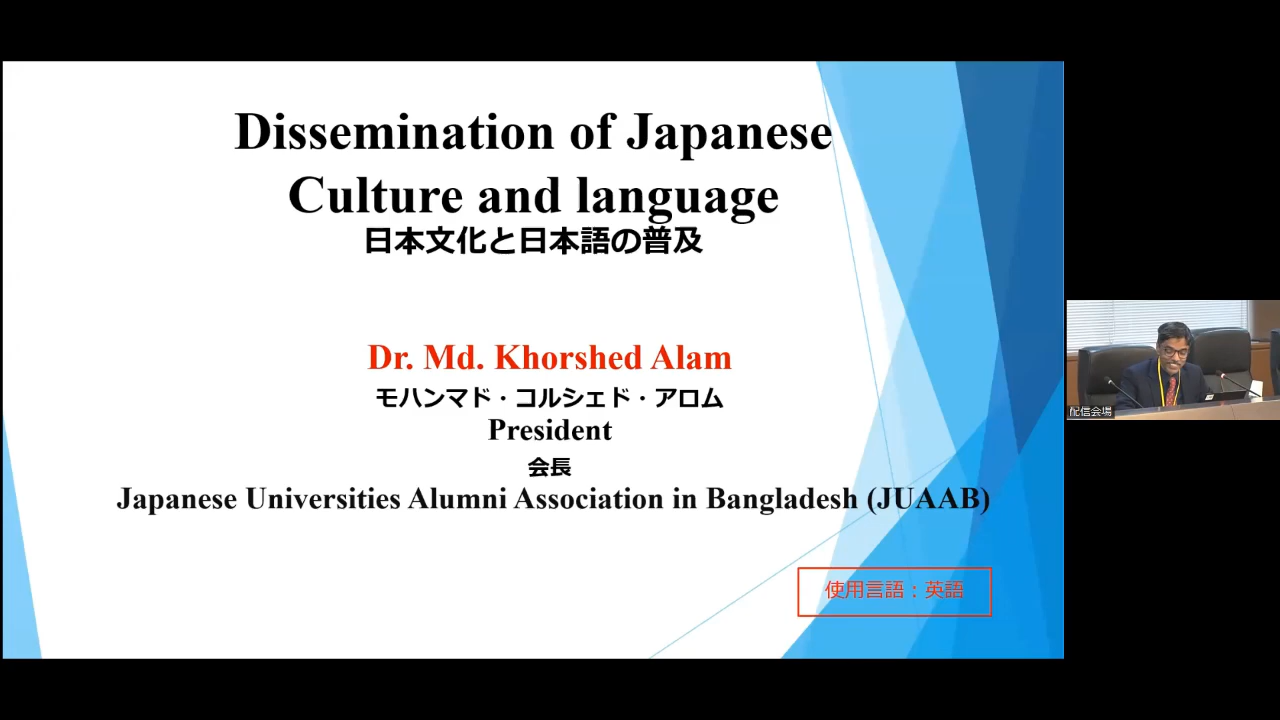 Dissemination of Japanese
Culture and language
日本文化と日本語の普及
Dr. Md. Khorshed Alam
モハンマド・コルシェド・アロム
President
会長
Japanese Universities Alumni Association in Bangladesh (JUAAB)
使用言語：英語
配信会場